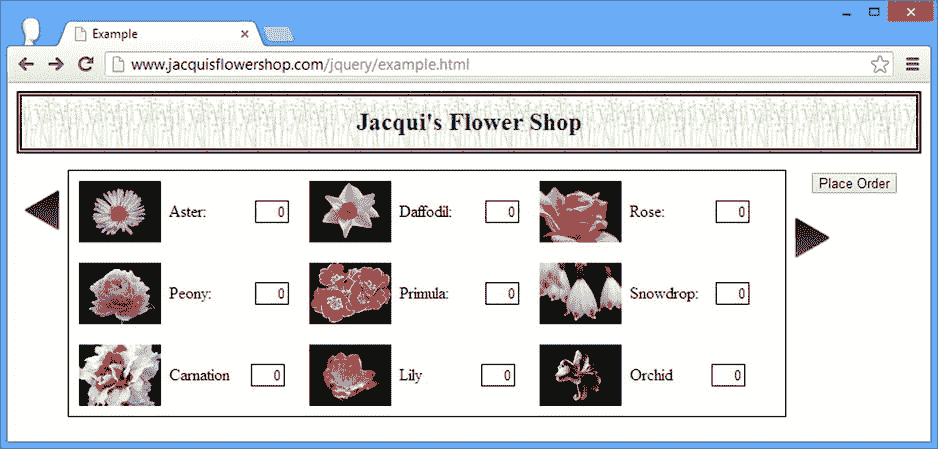 Example
www.jacquisflowershop.com/jquery/example.html
Jacqui's Flower Shop
Place Order
Aster: 0 Daffodil: 0 Rose: 0
Peony: 0 Primula: 0 Snowdrop: 0
Carnation 0 Lily 0 Orchid 0